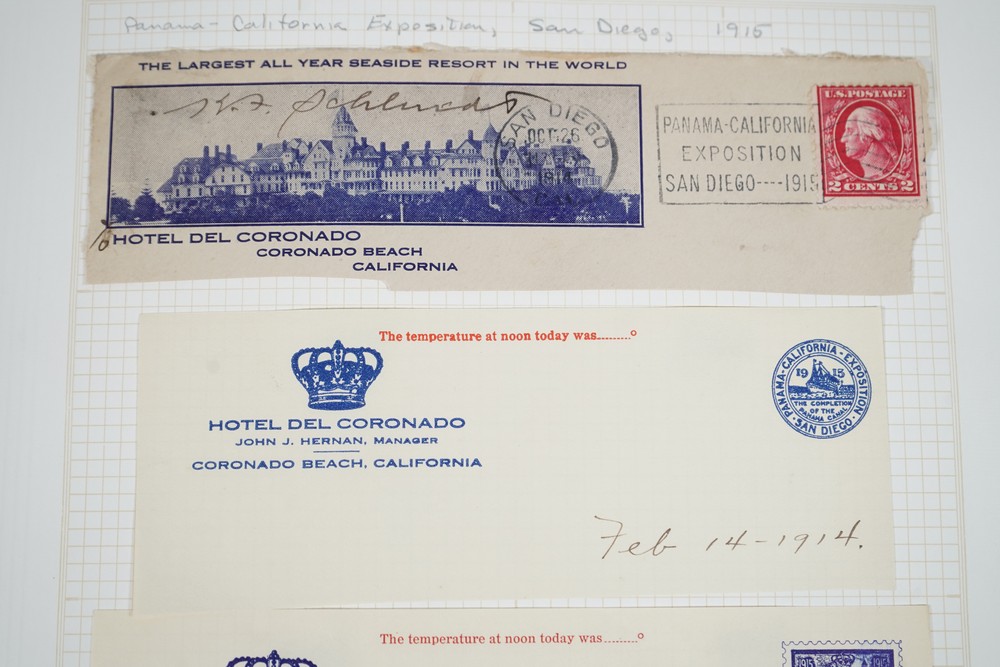 Panama-California Exposition, San Diego, 1915
THE LARGEST ALL YEAR SEASIDE RESORT IN THE WORLD
SAN DIEGO
OCT 26
PANAMA-CALIFORNIA
EXPOSITION
SAN DIEGO----1915
U.S. POSTAGE
2 CENTS 2
HOTEL DEL CORONADO
CORONADO BEACH
CALIFORNIA
The temperature at noon today was.........°
HOTEL DEL CORONADO
JOHN J. HERNAN, MANAGER
CORONADO BEACH, CALIFORNIA
PANAMA-CALIFORNIA-EXPOSITION
1915
THE COMPLETION
OF THE
PANAMA CANAL
SAN DIEGO
Feb 14-1914.
The temperature at noon today was.........°
1915